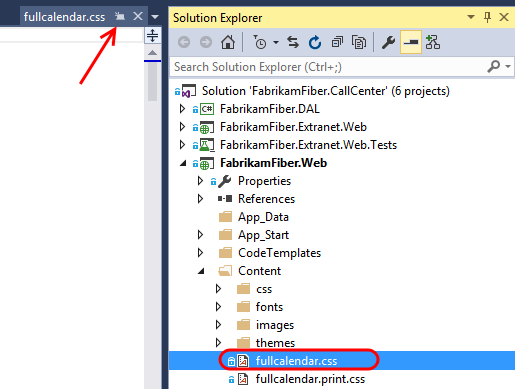 fullcalendar.css
Solution Explorer
Search Solution Explorer (Ctrl+;)
Solution 'FabrikamFiber.CallCenter' (6 projects)
C# FabrikamFiber.DAL
FabrikamFiber.Extranet.Web
FabrikamFiber.Extranet.Web.Tests
FabrikamFiber.Web
Properties
References
App_Data
App_Start
CodeTemplates
Content
css
fonts
images
themes
fullcalendar.css
fullcalendar.print.css